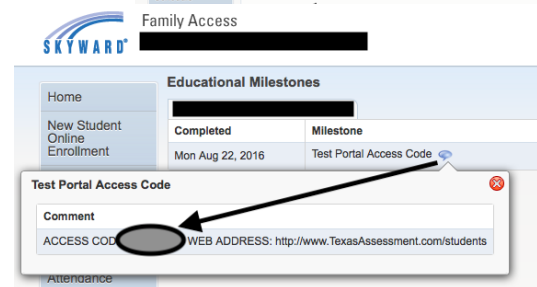 Family Access
SKYWARD
Educational Milestones
Home
New Student
Online
Enrollment
Completed
Milestone
Mon Aug 22, 2016
Test Portal Access Code
Test Portal Access Code
Comment
ACCESS COD
WEB ADDRESS: http://www.TexasAssessment.com/students
Attendance